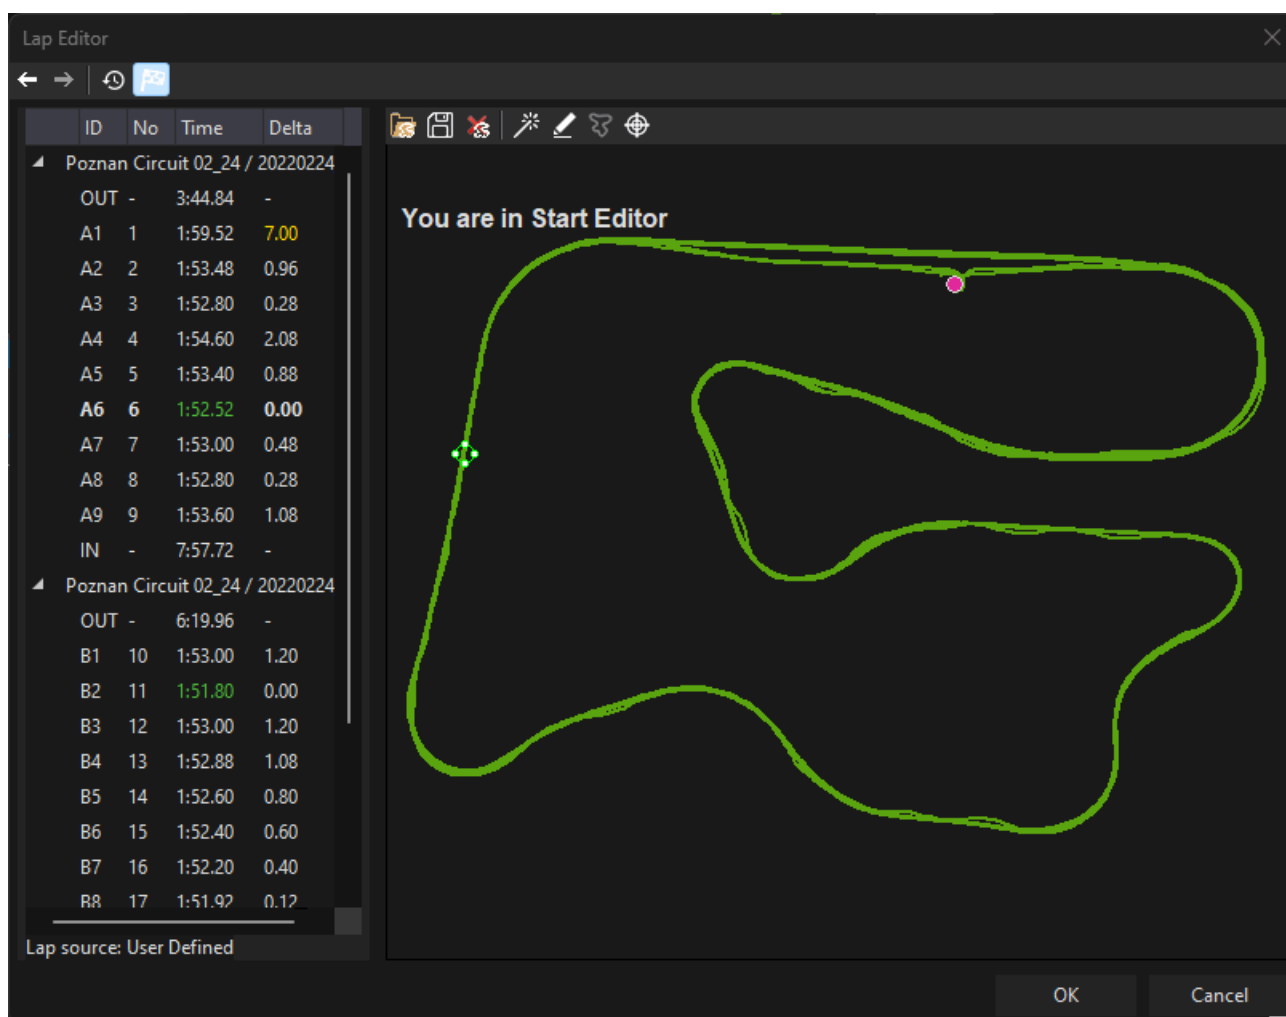 Lap Editor
ID No Time Delta
Poznan Circuit 02_24 / 20220224
OUT - 3:44.84 -
A1 1 1:59.52 7.00
A2 2 1:53.48 0.96
A3 3 1:52.80 0.28
A4 4 1:54.60 2.08
A5 5 1:53.40 0.88
A6 6 1:52.52 0.00
A7 7 1:53.00 0.48
A8 8 1:52.80 0.28
A9 9 1:53.60 1.08
IN - 7:57.72 -
Poznan Circuit 02_24 / 20220224
OUT - 6:19.96 -
B1 10 1:53.00 1.20
B2 11 1:51.80 0.00
B3 12 1:53.00 1.20
B4 13 1:52.88 1.08
B5 14 1:52.60 0.80
B6 15 1:52.40 0.60
B7 16 1:52.20 0.40
B8 17 1:51.92 0.12
Lap source: User Defined
You are in Start Editor
OK
Cancel